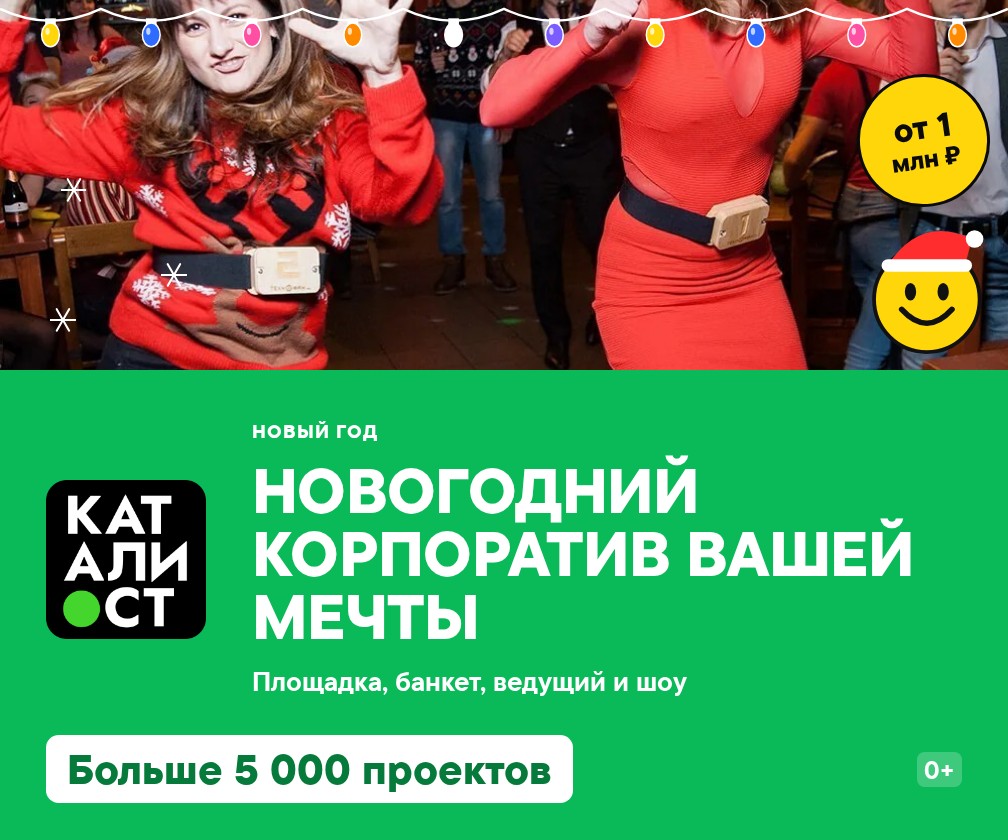 от 1
млн ₽
НОВЫЙ ГОД
НОВОГОДНИЙ
КОРПОРАТИВ ВАШЕЙ
МЕЧТЫ
КАТ
АЛИ
СТ
Площадка, банкет, ведущий и шоу
Больше 5 000 проектов
0+